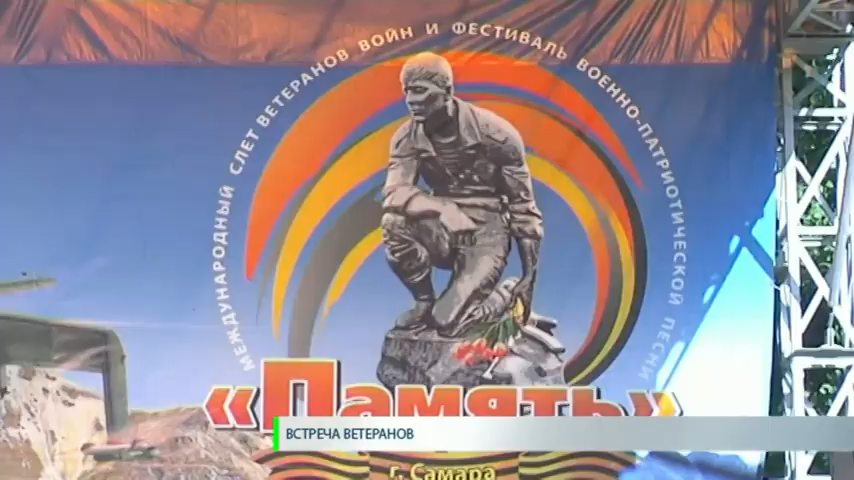 МЕЖДУНАРОДНЫЙ СЛЕТ ВЕТЕРАНОВ ВОЙН И ФЕСТИВАЛЬ ВОЕННО-ПАТРИОТИЧЕСКОЙ ПЕСНИ
«Память»
ВСТРЕЧА ВЕТЕРАНОВ
г. Самара